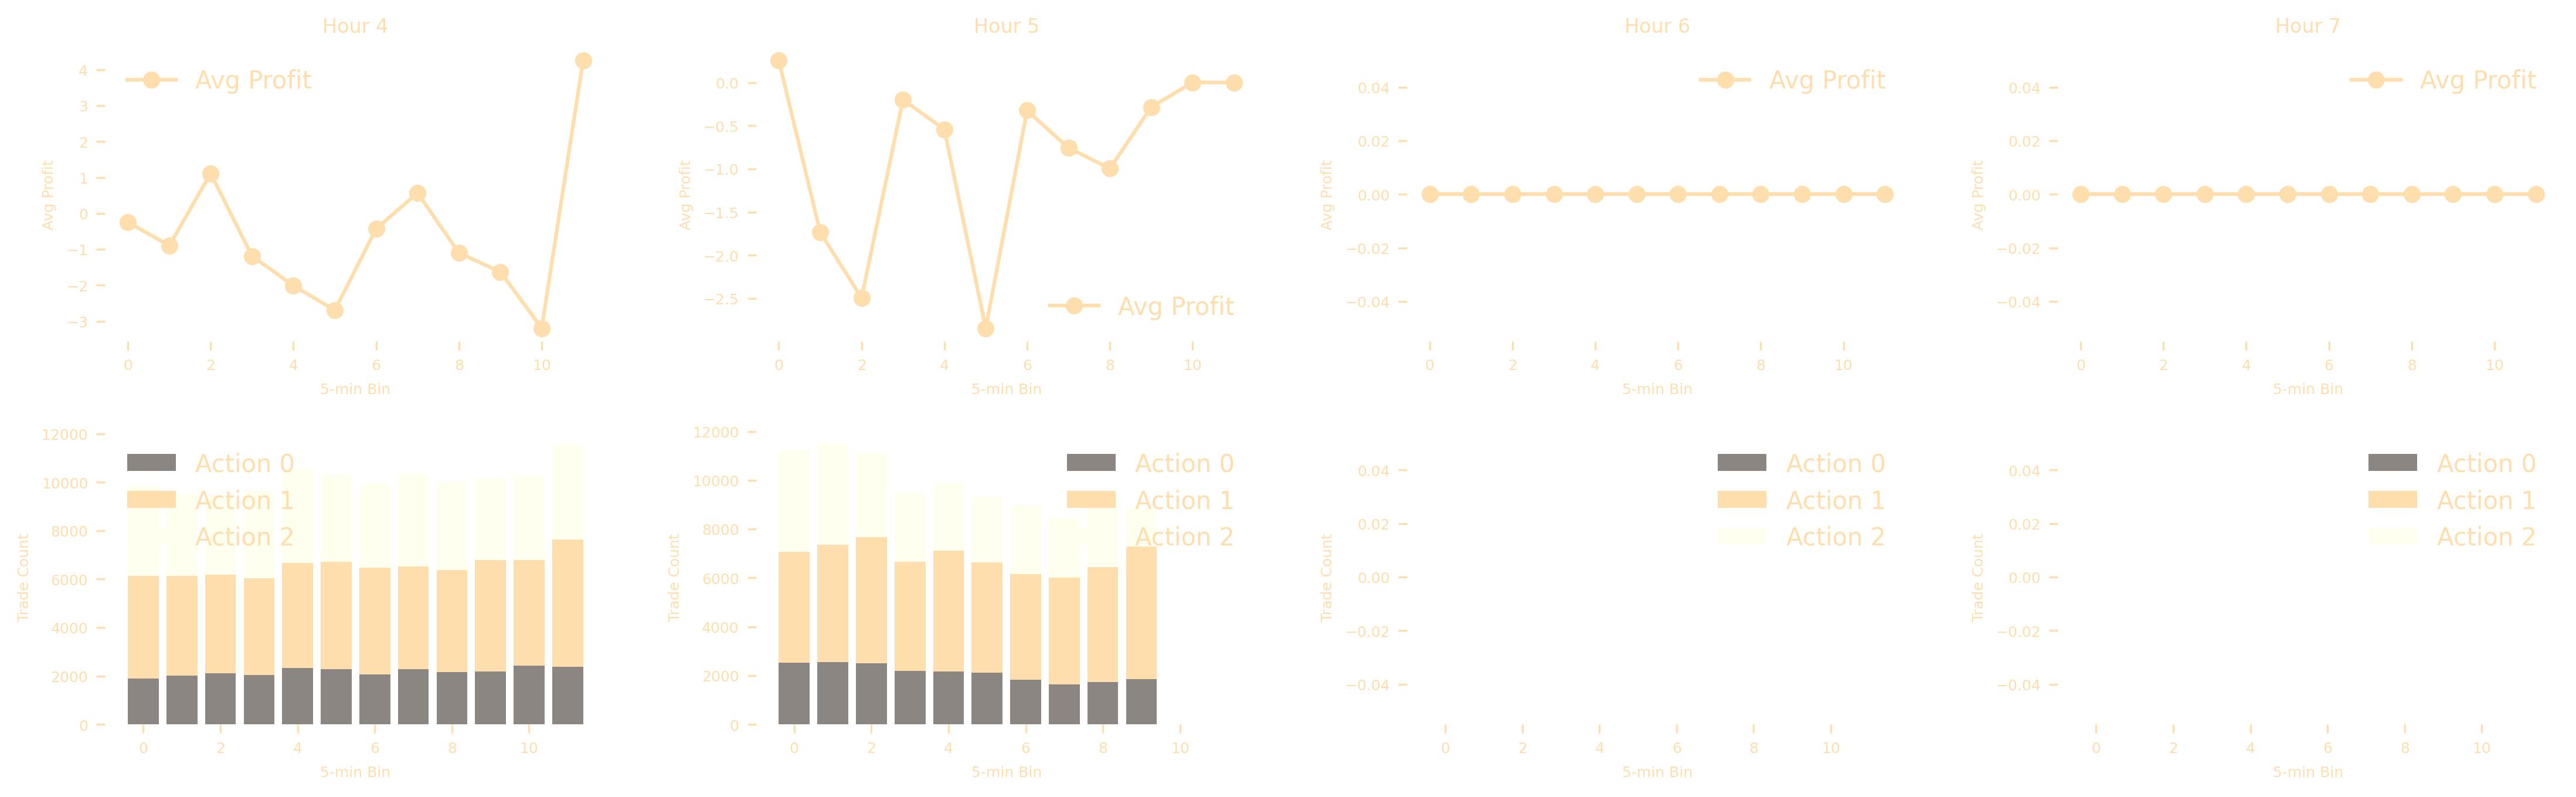 Hour 4
Avg Profit
4
3
2
1
0
−1
−2
−3
Avg Profit
0 2 4 6 8 10
5-min Bin
Hour 5
0.0
−0.5
−1.0
−1.5
−2.0
−2.5
Avg Profit
Avg Profit
0 2 4 6 8 10
5-min Bin
Hour 6
Avg Profit
0.04
0.02
0.00
−0.02
−0.04
Avg Profit
0 2 4 6 8 10
5-min Bin
Hour 7
Avg Profit
0.04
0.02
0.00
−0.02
−0.04
Avg Profit
0 2 4 6 8 10
5-min Bin
12000
10000
8000
6000
4000
2000
0
Trade Count
Action 0
Action 1
Action 2
0 2 4 6 8 10
5-min Bin
12000
10000
8000
6000
4000
2000
0
Trade Count
Action 0
Action 1
Action 2
0 2 4 6 8 10
5-min Bin
0.04
0.02
0.00
−0.02
−0.04
Trade Count
Action 0
Action 1
Action 2
0 2 4 6 8 10
5-min Bin
0.04
0.02
0.00
−0.02
−0.04
Trade Count
Action 0
Action 1
Action 2
0 2 4 6 8 10
5-min Bin